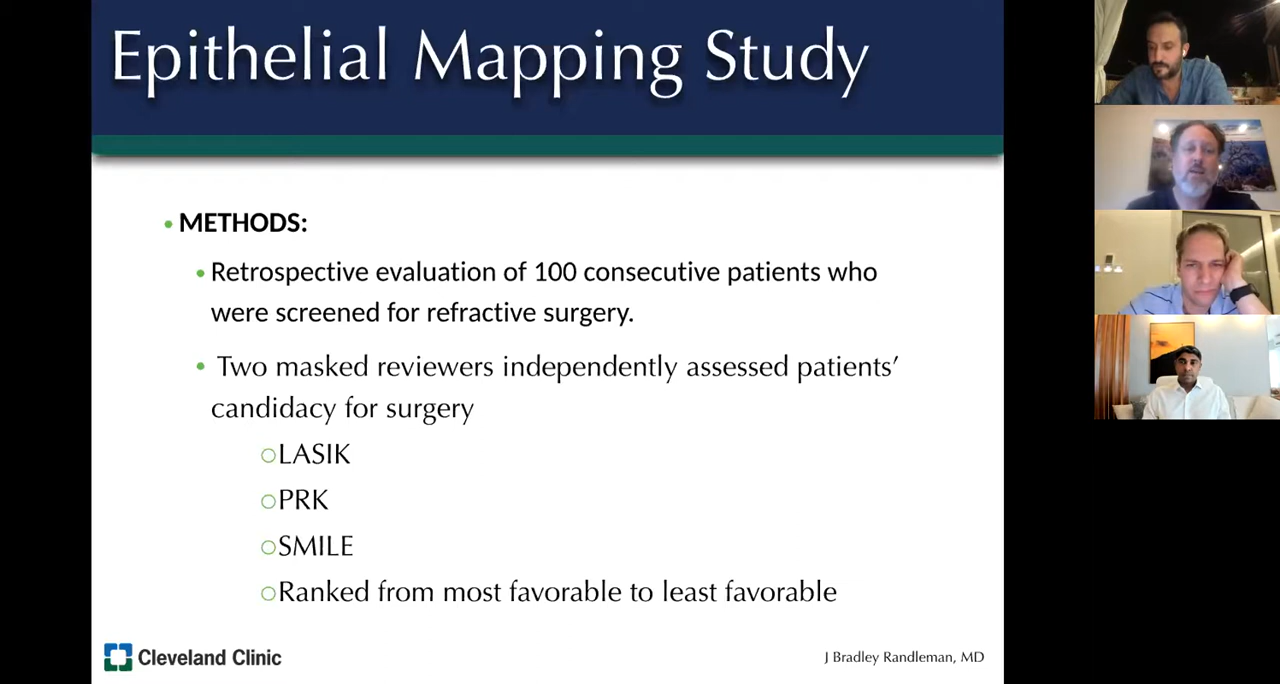 Epithelial Mapping Study
• METHODS:
• Retrospective evaluation of 100 consecutive patients who
were screened for refractive surgery.
• Two masked reviewers independently assessed patients’
candidacy for surgery
○LASIK
○PRK
○SMILE
○Ranked from most favorable to least favorable
Cleveland Clinic
J Bradley Randleman, MD